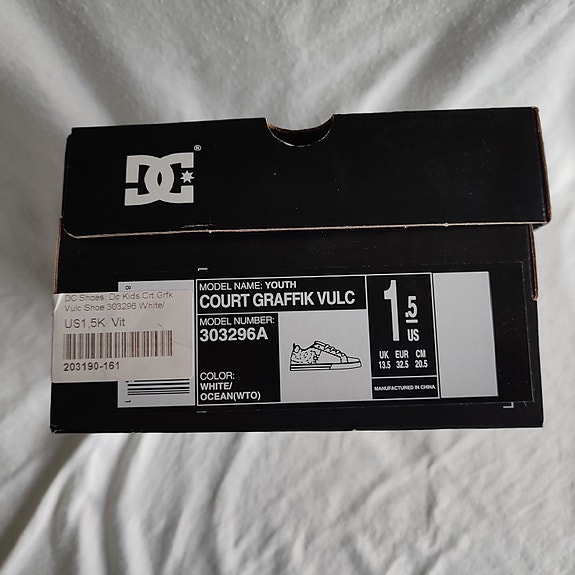 DC
®
DC Shoes, Dc Kids Crt Grfk
Vulc Shoe 303296 White/
US1,5K Vit
203190-161
8
1
MODEL NAME: YOUTH
COURT GRAFFIK VULC
MODEL NUMBER:
303296A
COLOR:
WHITE/
OCEAN(WTO)
1.5
US
UK EUR CM
13.5 32.5 20.5
MANUFACTURED IN CHINA